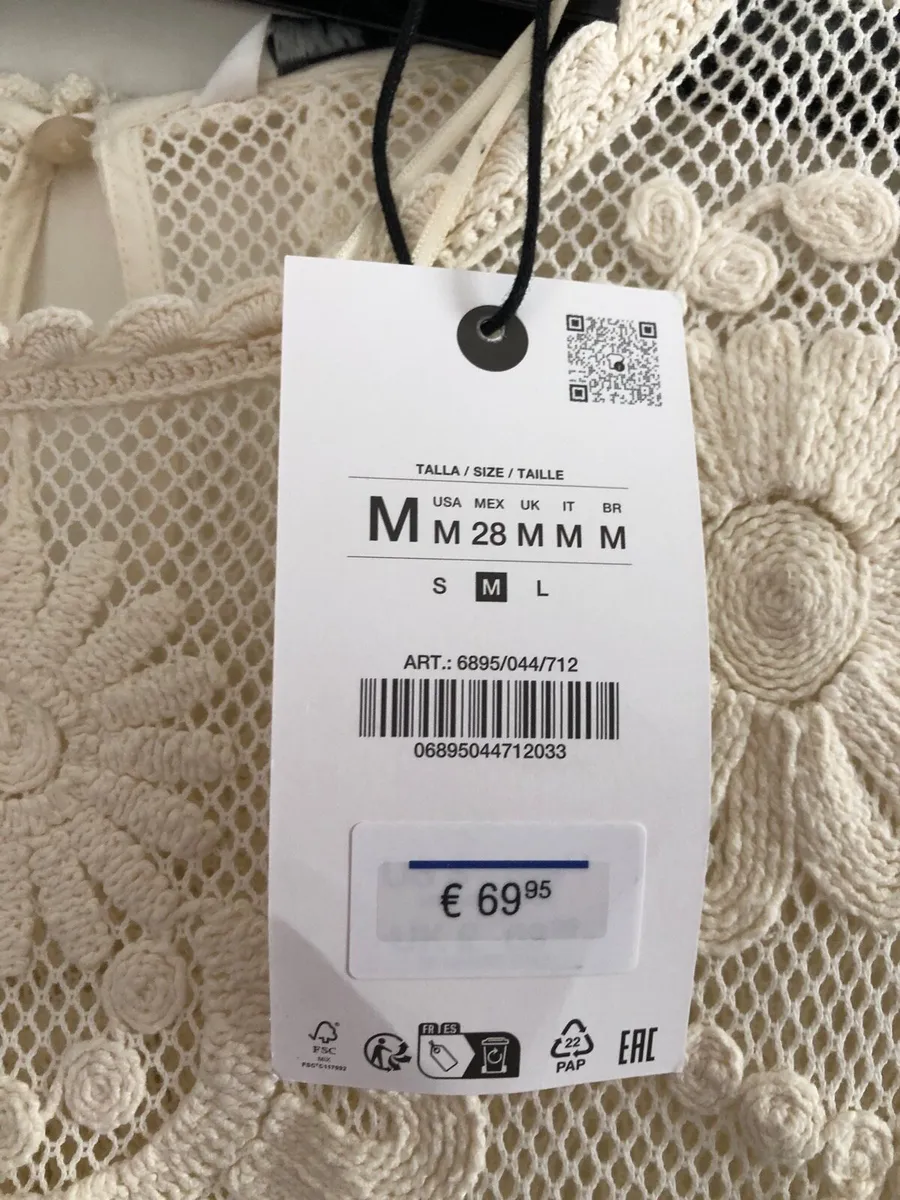 TALLA / SIZE / TAILLE
USA MEX UK IT BR
M M 28 M M M
S M L
ART.: 6895/044/712
06895044712033
€ 69 95
FR ES
FSC
MIX
22
PAP
EAC